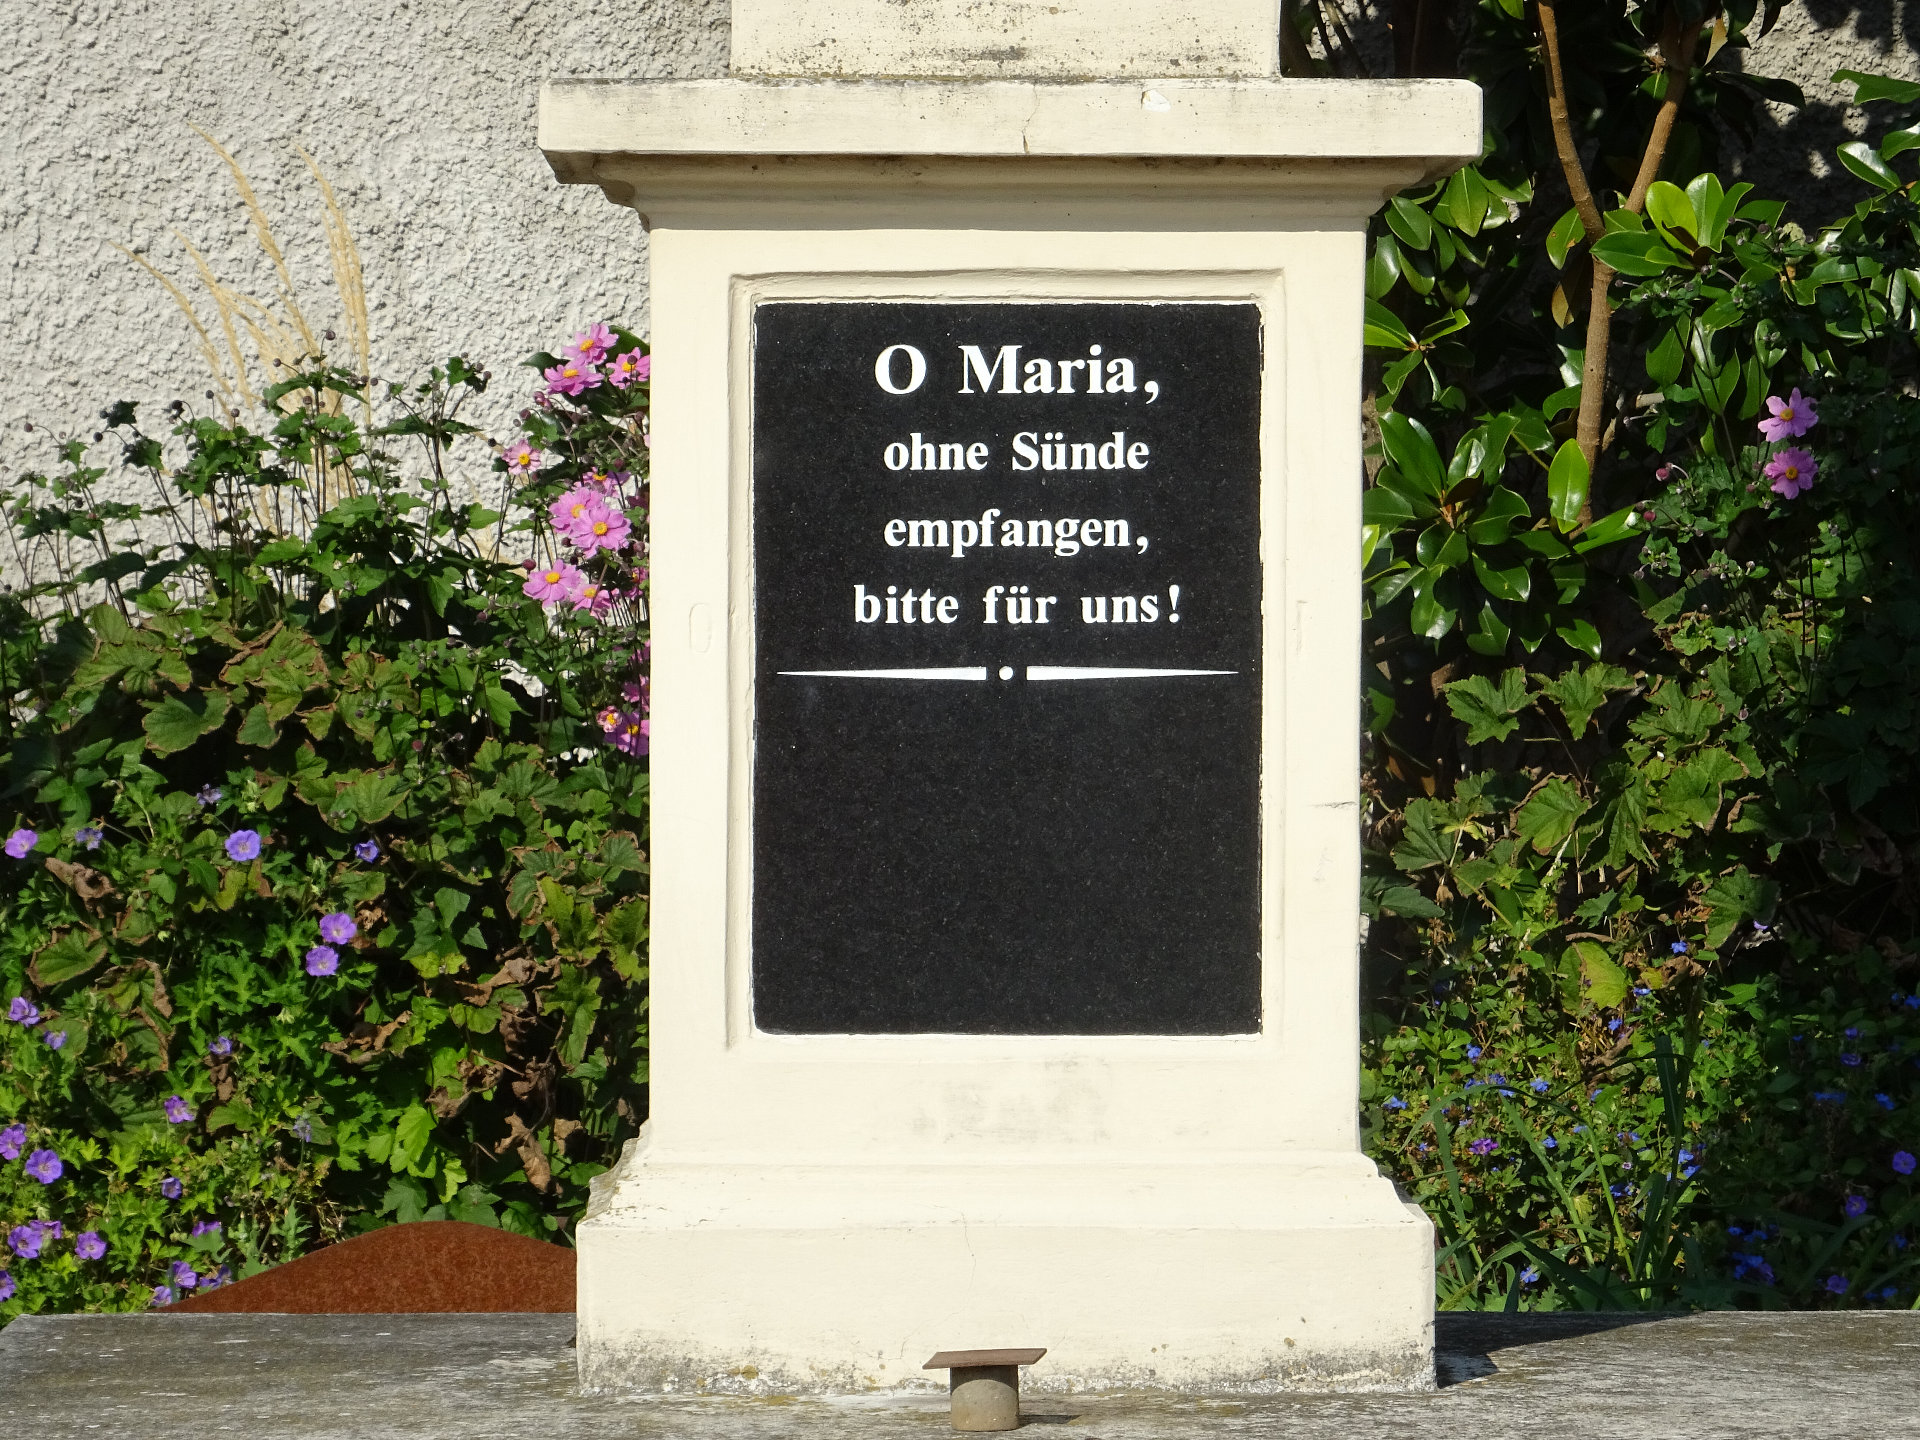 O Maria,
ohne Sünde
empfangen,
bitte für uns!